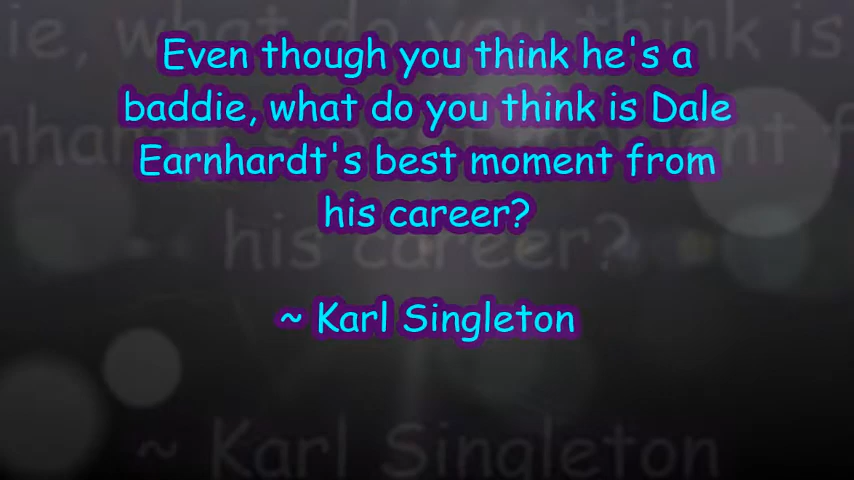 Even though you think he's a
baddie, what do you think is Dale
Earnhardt's best moment from
his career?
~ Karl Singleton